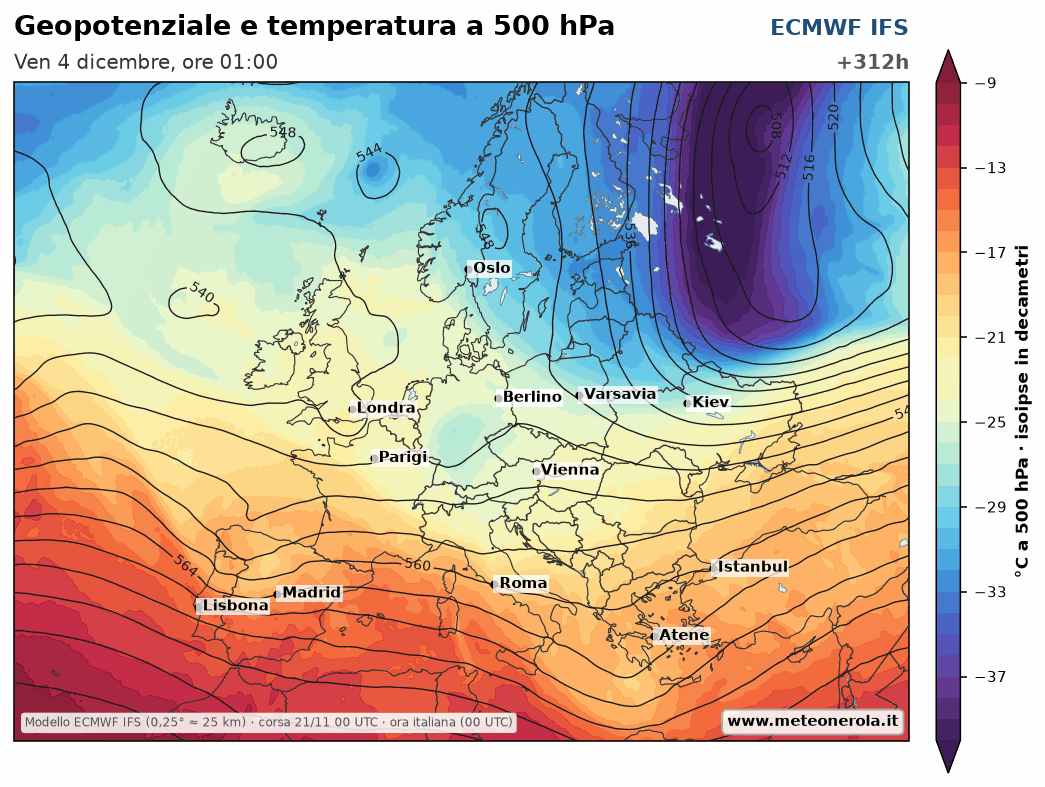 Geopotenziale e temperatura a 500 hPa
ECMWF IFS
Ven 4 dicembre, ore 01:00
+312h
548
544
508
520
512
516
548
536
540
Oslo
Londra
Berlino
Varsavia
Kiev
54
Parigi
Vienna
564
560
Istanbul
Roma
Madrid
Lisbona
Atene
Modello ECMWF IFS (0,25° ≈ 25 km) · corsa 21/11 00 UTC · ora italiana (00 UTC)
www.meteonerola.it
−9
−13
−17
−21
−25
−29
−33
−37
°C a 500 hPa · isoipse in decametri